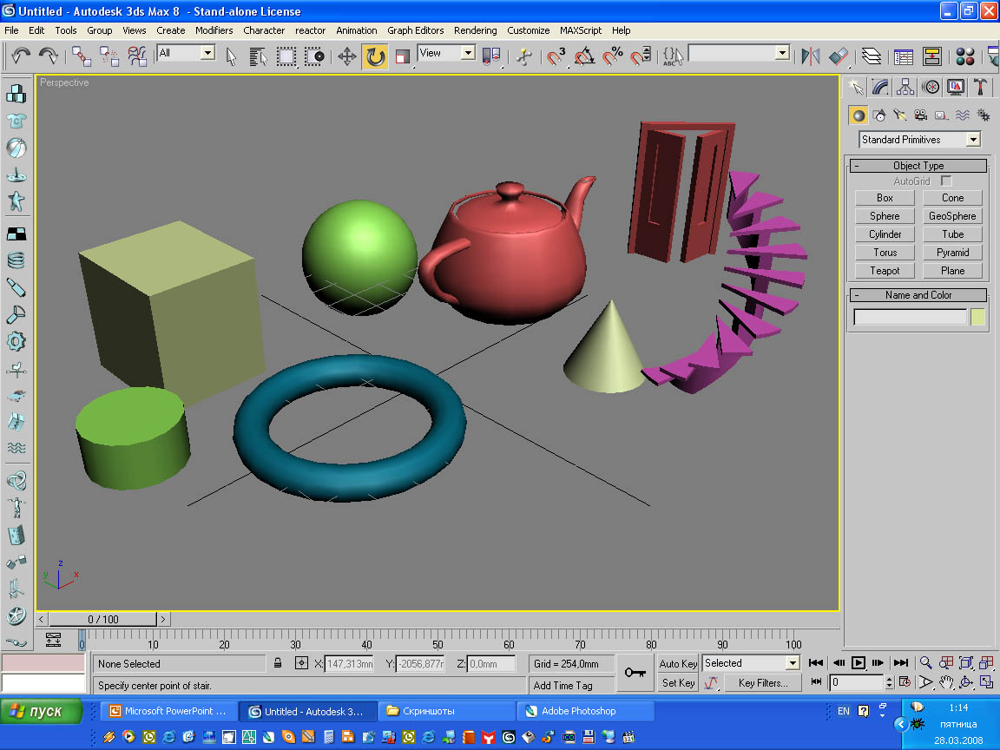 Untitled - Autodesk 3ds Max 8 - Stand-alone License
File Edit Tools Group Views Create Modifiers Character reactor Animation Graph Editors Rendering Customize MAXScript Help
All View 3 % ABC
Perspective
Standard Primitives
- Object Type
AutoGrid
Box Cone
Sphere GeoSphere
Cylinder Tube
Torus Pyramid
Teapot Plane
- Name and Color
z
y x
< 0 / 100 >
0 10 20 30 40 50 60 70 80 90 100
None Selected X: 147,313mm Y: -2056,877r Z: 0,0mm Grid = 254,0mm Auto Key Selected
Specify center point of stair. Add Time Tag Set Key Key Filters... 0
пуск Microsoft PowerPoint ... Untitled - Autodesk 3... Скриншоты Adobe Photoshop EN 1:14
пятница
28.03.2008